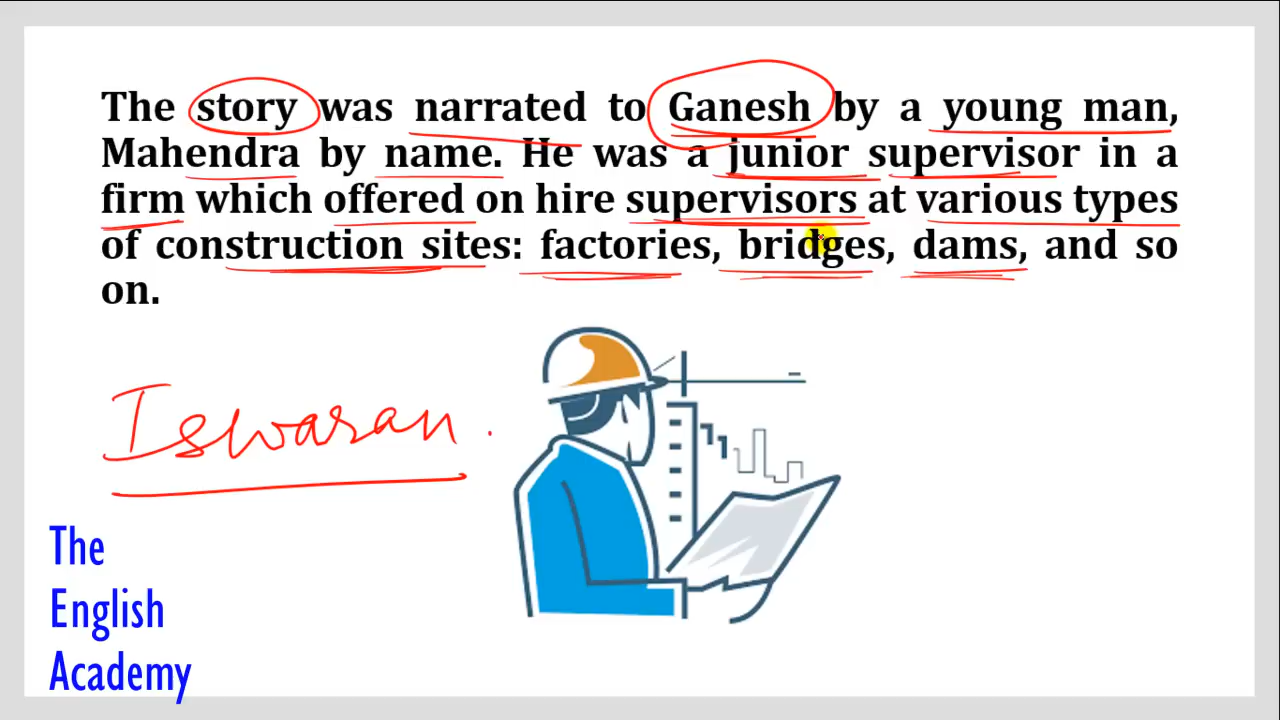 The story was narrated to Ganesh by a young man,
Mahendra by name. He was a junior supervisor in a
firm which offered on hire supervisors at various types
of construction sites: factories, bridges, dams, and so
on.
Iswaran.
The
English
Academy